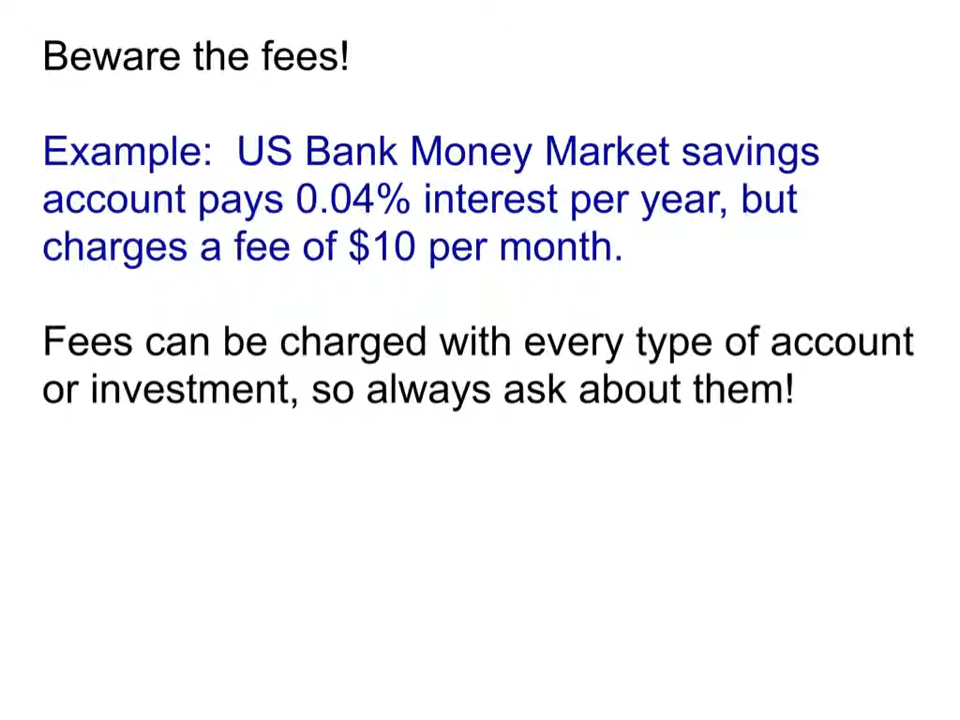 Beware the fees!
Example:  US Bank Money Market savings
account pays 0.04% interest per year, but
charges a fee of $10 per month.
Fees can be charged with every type of account
or investment, so always ask about them!